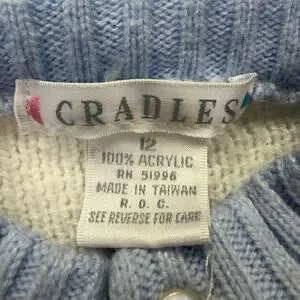 CRADLES
12
100% ACRYLIC
RN 51996
MADE IN TAIWAN
R. O. C.
SEE REVERSE FOR CARE